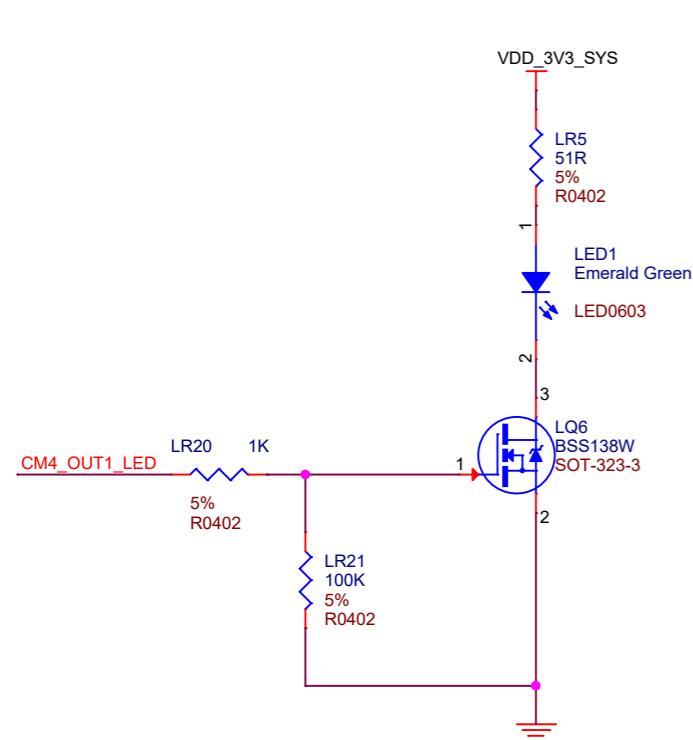 VDD_3V3_SYS
LR5
51R
5%
R0402
1
LED1
Emerald Green
LED0603
2
3
LQ6
BSS138W
SOT-323-3
LR20 1K
CM4_OUT1_LED
1
5%
R0402
2
LR21
100K
5%
R0402